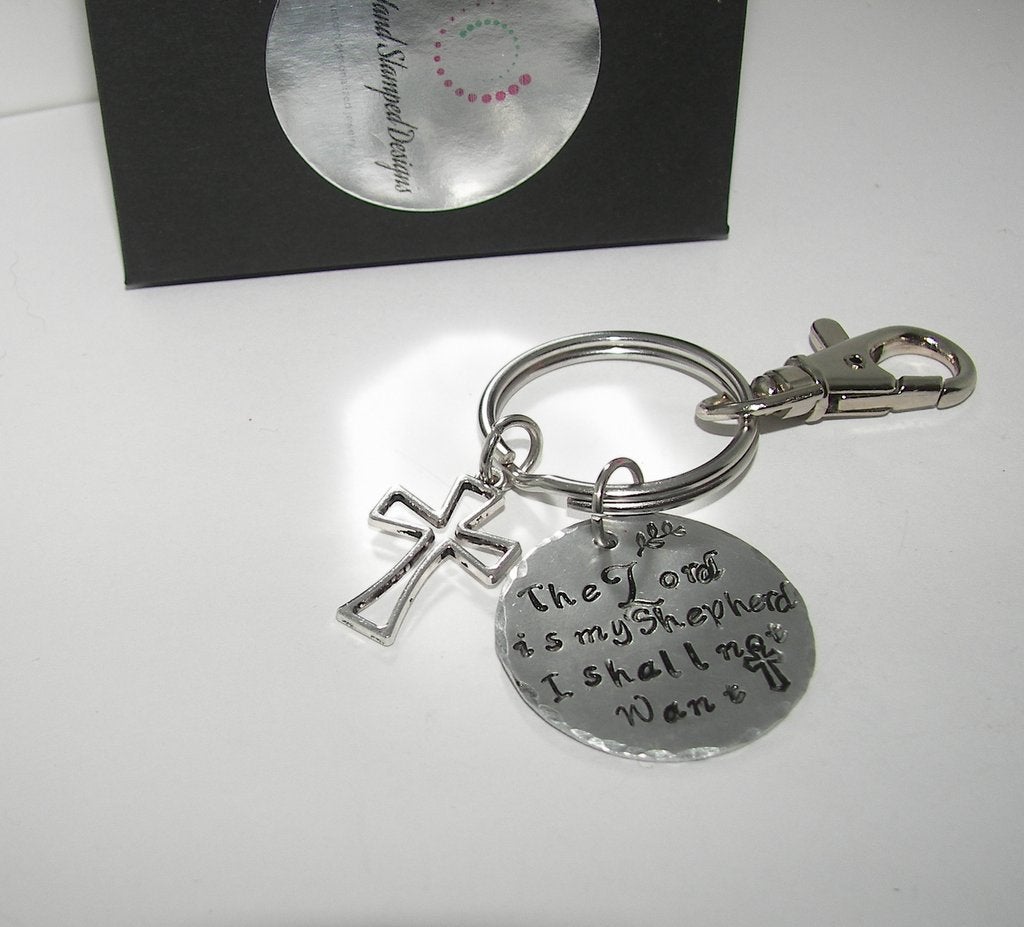 Hand Stamped Designs
The Lord
is my Shepherd
I shall not
Want